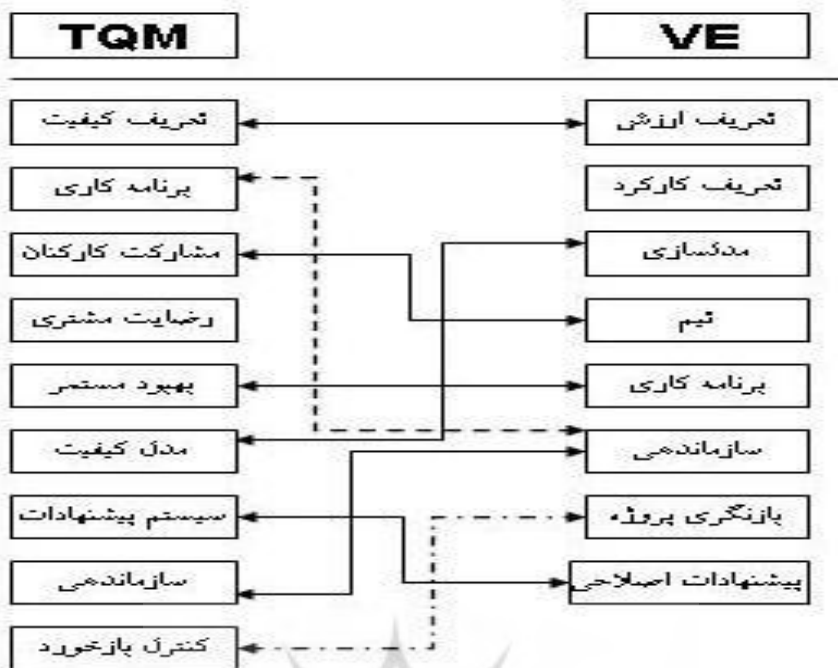 TQM
VE
تعریف کیفیت
تعریف ارزش
برنامه کاری
تعریف کارکرد
مشارکت کارکنان
مدلسازی
رضایت مشتری
تیم
بهبود مستمر
برنامه کاری
مدل کیفیت
سازماندهی
سیستم پیشنهادات
بازنگری پروژه
سازماندهی
پیشنهادات اصلاحی
کنترل بازخورد